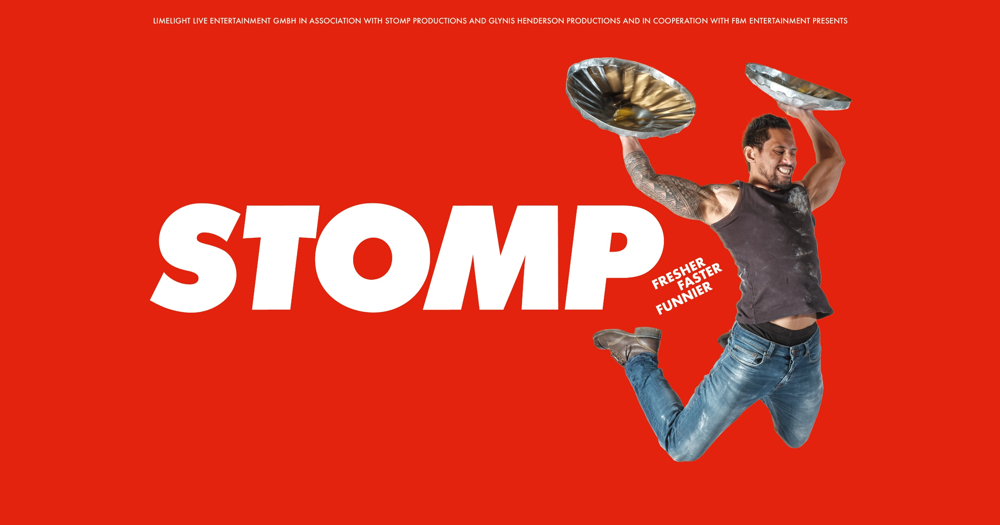 LIMELIGHT LIVE ENTERTAINMENT GMBH IN ASSOCIATION WITH STOMP PRODUCTIONS AND GLYNIS HENDERSON PRODUCTIONS AND IN COOPERATION WITH FBM ENTERTAINMENT PRESENTS
STOMP
FRESHER
FASTER
FUNNIER